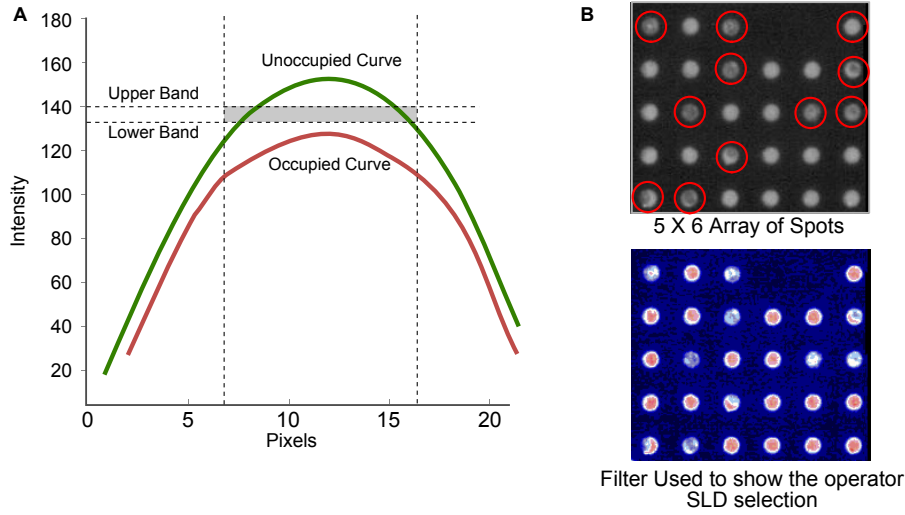 A
B
180
160
140
120
100
80
60
40
20
Intensity
Unoccupied Curve
Upper Band
Lower Band
Occupied Curve
0
5
10
15
20
Pixels
5 X 6 Array of Spots
Filter Used to show the operator
SLD selection